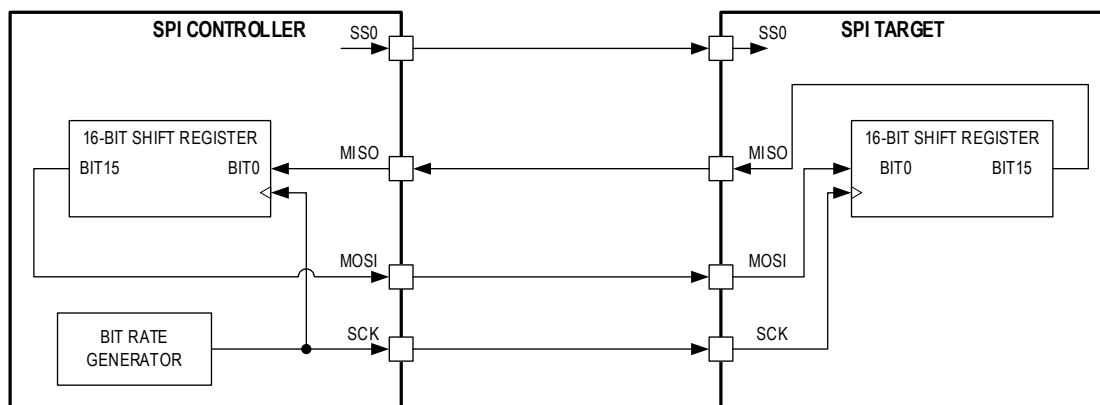 SPI CONTROLLER
SPI TARGET
SS0
SS0
16-BIT SHIFT REGISTER
BIT15
BIT0
MISO
MISO
16-BIT SHIFT REGISTER
BIT0
BIT15
MOSI
MOSI
BIT RATE
GENERATOR
SCK
SCK